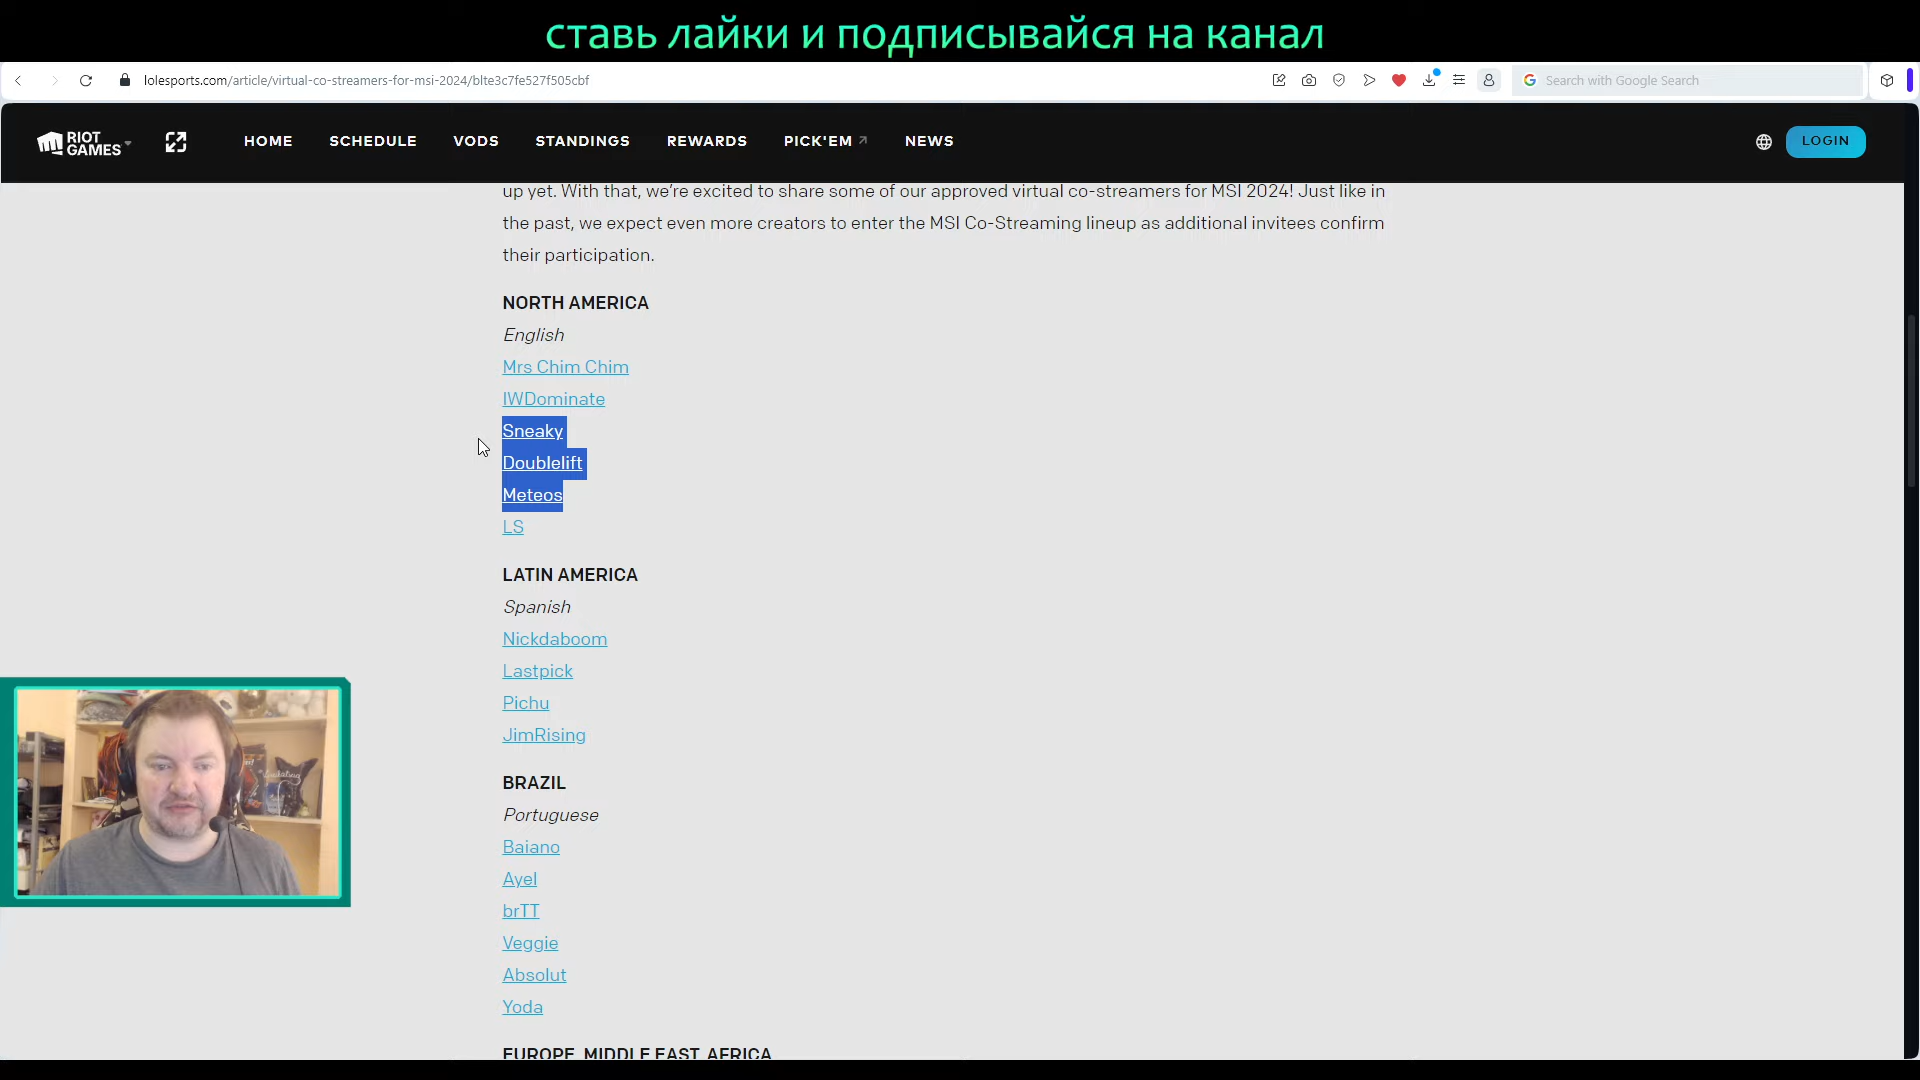 ставь лайки и подписывайся на канал
lolesports.com/article/virtual-co-streamers-for-msi-2024/blte3c7fe527f505cbf
Search with Google Search
RIOT GAMES
HOME
SCHEDULE
VODS
STANDINGS
REWARDS
PICK'EM
NEWS
LOGIN
up yet. With that, we’re excited to share some of our approved virtual co-streamers for MSI 2024! Just like in
the past, we expect even more creators to enter the MSI Co-Streaming lineup as additional invitees confirm
their participation.
NORTH AMERICA
English
Mrs Chim Chim
IWDominate
Sneaky
Doublelift
Meteos
LS
LATIN AMERICA
Spanish
Nickdaboom
Lastpick
Pichu
JimRising
BRAZIL
Portuguese
Baiano
Ayel
brTT
Veggie
Absolut
Yoda
EUROPE, MIDDLE EAST, AFRICA